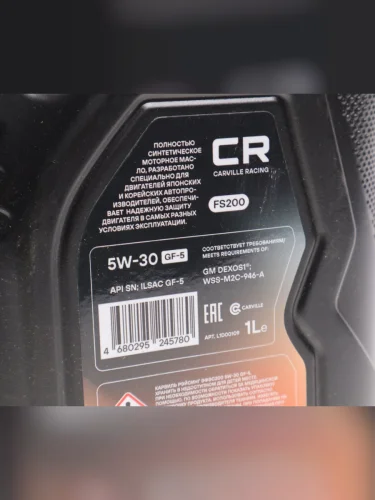 ПОЛНОСТЬЮ
СИНТЕТИЧЕСКОЕ
МОТОРНОЕ МАС-
ЛО, РАЗРАБОТАНО
СПЕЦИАЛЬНО ДЛЯ
ДВИГАТЕЛЕЙ ЯПОНСКИХ
И КОРЕЙСКИХ АВТОПРО-
ИЗВОДИТЕЛЕЙ, ОБЕСПЕЧИ-
ВАЕТ НАДЕЖНУЮ ЗАЩИТУ
ДВИГАТЕЛЯ В САМЫХ РАЗНЫХ
УСЛОВИЯХ ЭКСПЛУАТАЦИИ.
CR
CARVILLE RACING
FS200
5W-30 GF-5
API SN; ILSAC GF-5
СООТВЕТСТВУЕТ ТРЕБОВАНИЯМ/
MEETS REQUIREMENTS OF:
GM DEXOS1®;
WSS-M2C-946-A
4 680295 245780
EAC
CARVILLE
АРТ. L1000109
1L e